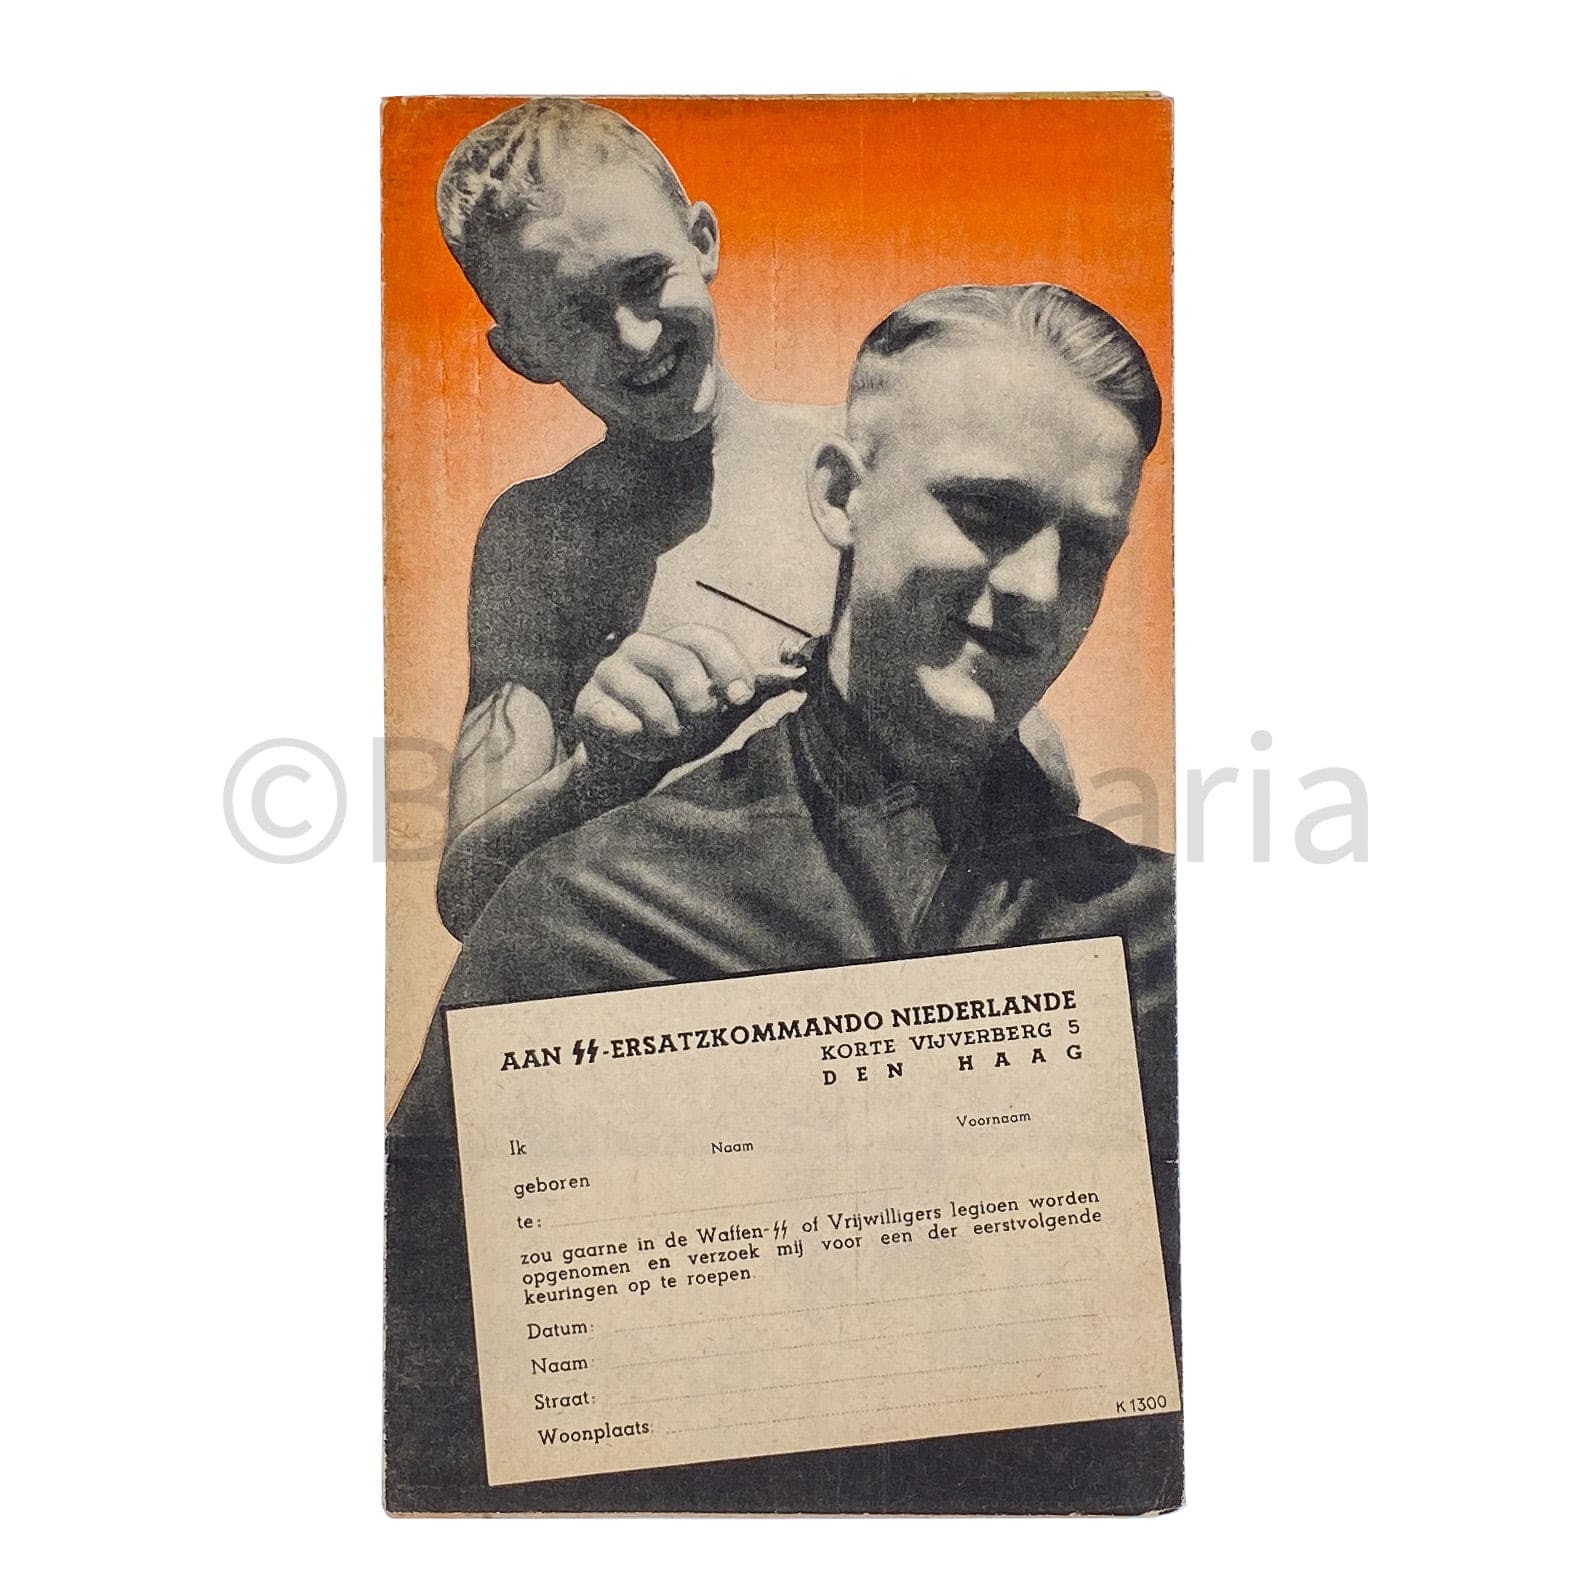 AAN ᛋᛋ-ERSATZKOMMANDO NIEDERLANDE
KORTE VIJVERBERG 5
DEN HAAG
Voornaam
Ik Naam
geboren
te:
zou gaarne in de Waffen-ᛋᛋ of Vrijwilligers legioen worden
opgenomen en verzoek mij voor een der eerstvolgende
keuringen op te roepen.
Datum:
Naam
Straat:
Woonplaats:
K 1300